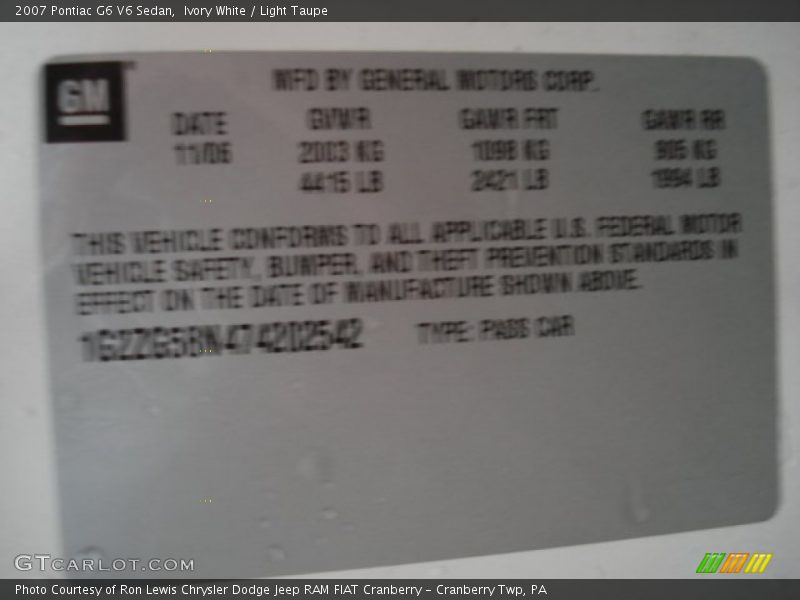 2007 Pontiac G6 V6 Sedan, Ivory White / Light Taupe
GM
MFD BY GENERAL MOTORS CORP.
DATE GVWR GAWR FRT GAWR RR
11/06 2003 KG 1098 KG 905 KG
4415 LB 2421 LB 1994 LB
THIS VEHICLE CONFORMS TO ALL APPLICABLE U.S. FEDERAL MOTOR
VEHICLE SAFETY, BUMPER, AND THEFT PREVENTION STANDARDS IN
EFFECT ON THE DATE OF MANUFACTURE SHOWN ABOVE.
TYPE: PASS CAR
GTCARLOT.COM
Photo Courtesy of Ron Lewis Chrysler Dodge Jeep RAM FIAT Cranberry - Cranberry Twp, PA